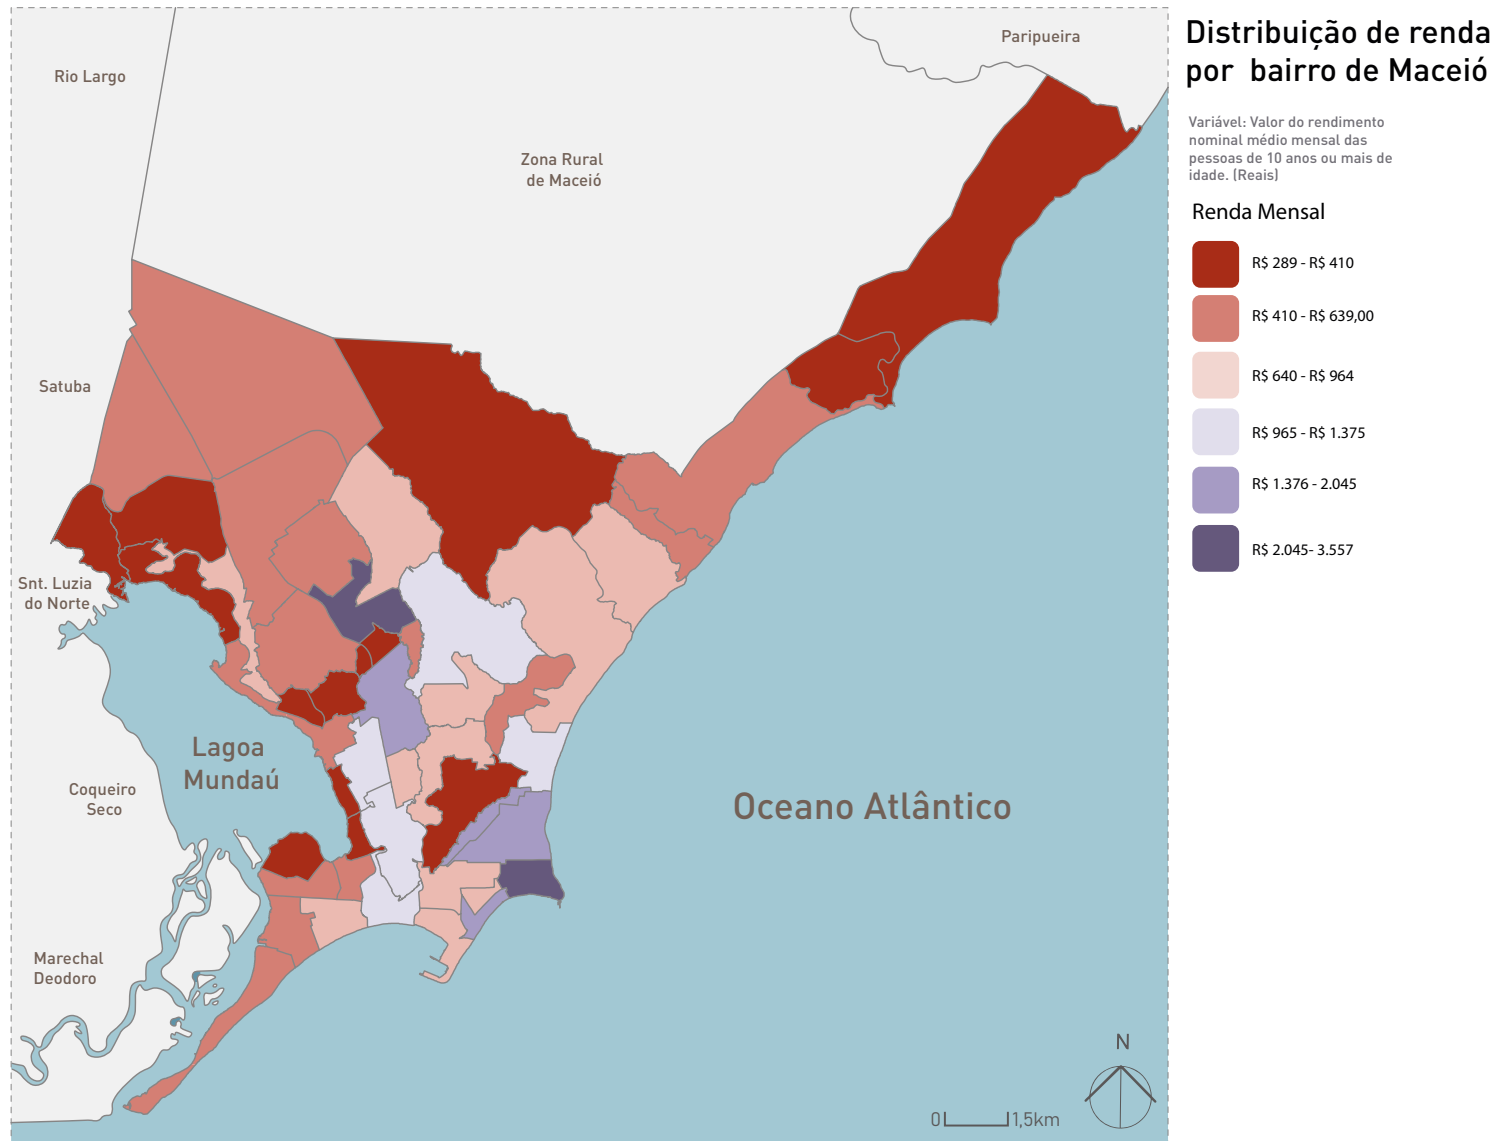 Distribuição de renda
por bairro de Maceió
Variável: Valor do rendimento
nominal médio mensal das
pessoas de 10 anos ou mais de
idade. (Reais)
Renda Mensal
R$ 289 - R$ 410
R$ 410 - R$ 639,00
R$ 640 - R$ 964
R$ 965 - R$ 1.375
R$ 1.376 - 2.045
R$ 2.045- 3.557
Paripueira
Rio Largo
Zona Rural
de Maceió
Satuba
Snt. Luzia
do Norte
Lagoa
Mundaú
Coqueiro
Seco
Oceano Atlântico
Marechal
Deodoro
N
0 1,5km